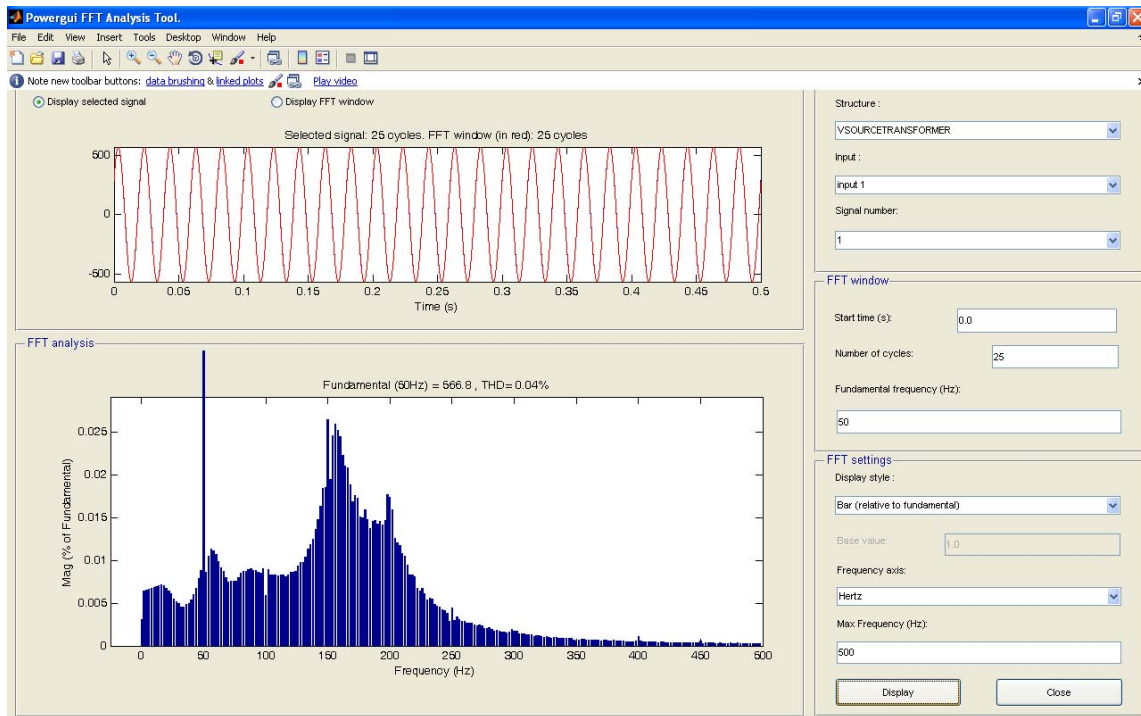 Powergui FFT Analysis Tool.
File Edit View Insert Tools Desktop Window Help
Note new toolbar buttons: data brushing & linked plots Play video
Display selected signal Display FFT window
Selected signal: 25 cycles. FFT window (in red): 25 cycles
500
0
-500
0 0.05 0.1 0.15 0.2 0.25 0.3 0.35 0.4 0.45 0.5
Time (s)
FFT analysis
Fundamental (50Hz) = 566.8 , THD= 0.04%
0.025
0.02
0.015
0.01
0.005
0
Mag (% of Fundamental)
0 50 100 150 200 250 300 350 400 450 500
Frequency (Hz)
Structure :
VSOURCETRANSFORMER
Input :
input 1
Signal number:
1
FFT window
Start time (s): 0.0
Number of cycles: 25
Fundamental frequency (Hz):
50
FFT settings
Display style :
Bar (relative to fundamental)
Base value: 1.0
Frequency axis:
Hertz
Max Frequency (Hz):
500
Display Close